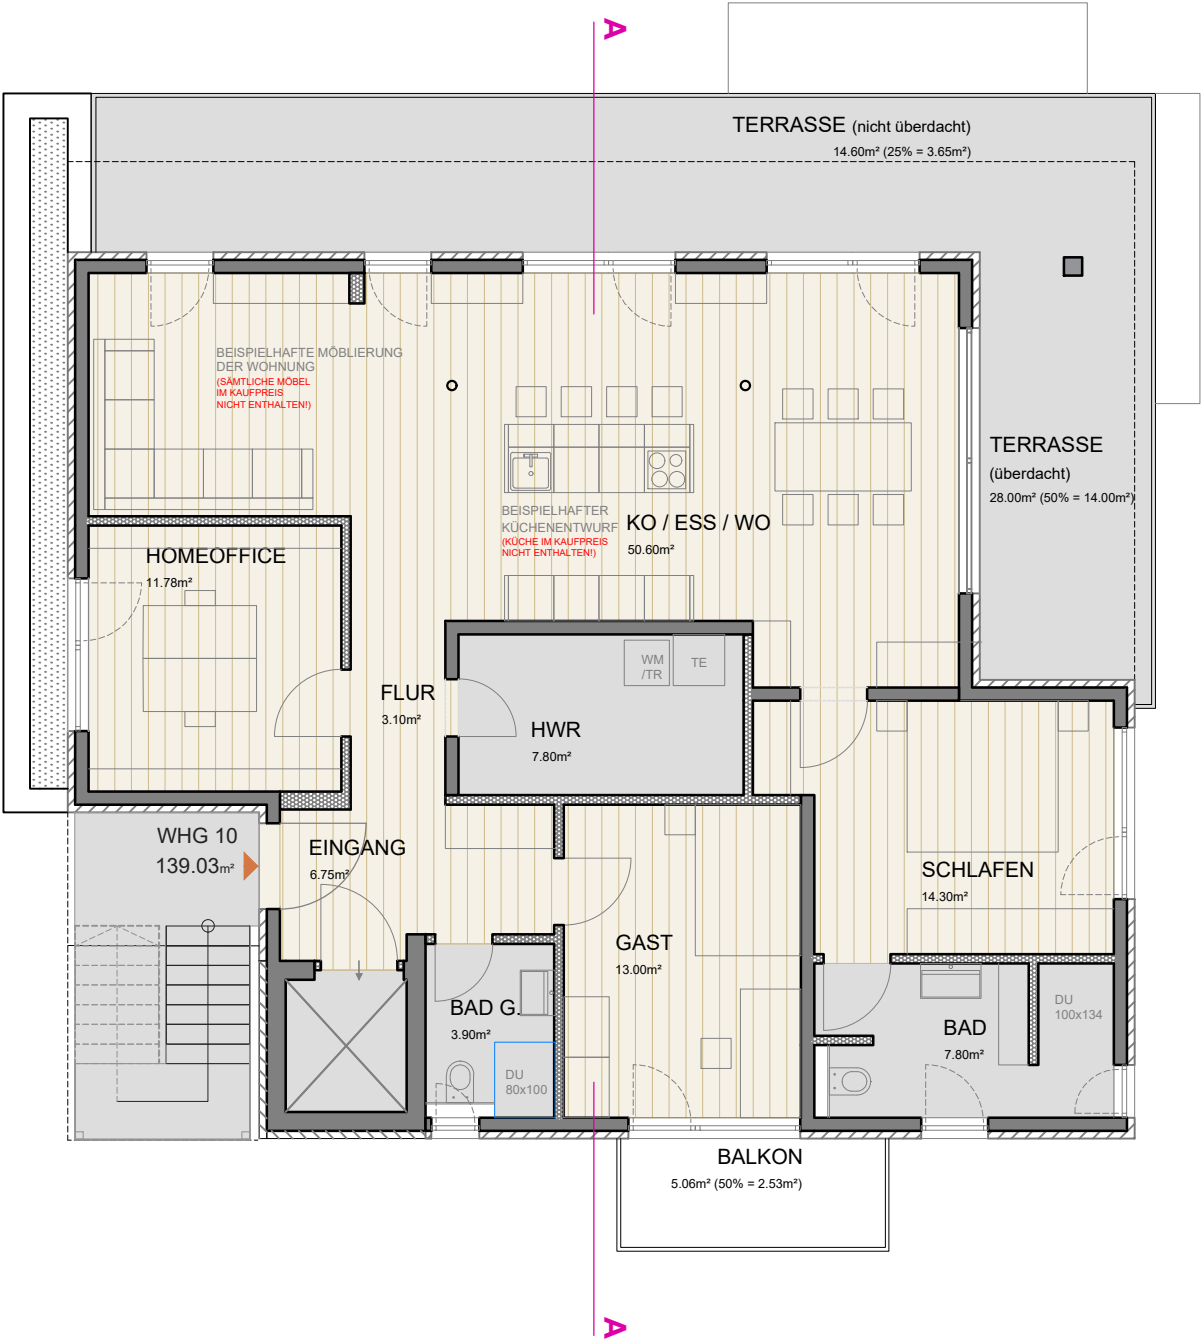 A
TERRASSE (nicht überdacht)
14.60m² (25% = 3.65m²)
BEISPIELHAFTE MÖBLIERUNG
DER WOHNUNG
(SÄMTLICHE MÖBEL
IM KAUFPREIS
NICHT ENTHALTEN!)
TERRASSE
(überdacht)
28.00m² (50% = 14.00m²)
BEISPIELHAFTER
KÜCHENENTWURF
(KÜCHE IM KAUFPREIS
NICHT ENTHALTEN!)
KO / ESS / WO
50.60m²
HOMEOFFICE
11.78m²
WM
/TR
TE
FLUR
3.10m²
HWR
7.80m²
WHG 10
139.03m²
EINGANG
6.75m²
SCHLAFEN
14.30m²
GAST
13.00m²
BAD G.
3.90m²
DU
80x100
DU
100x134
BAD
7.80m²
BALKON
5.06m² (50% = 2.53m²)
A